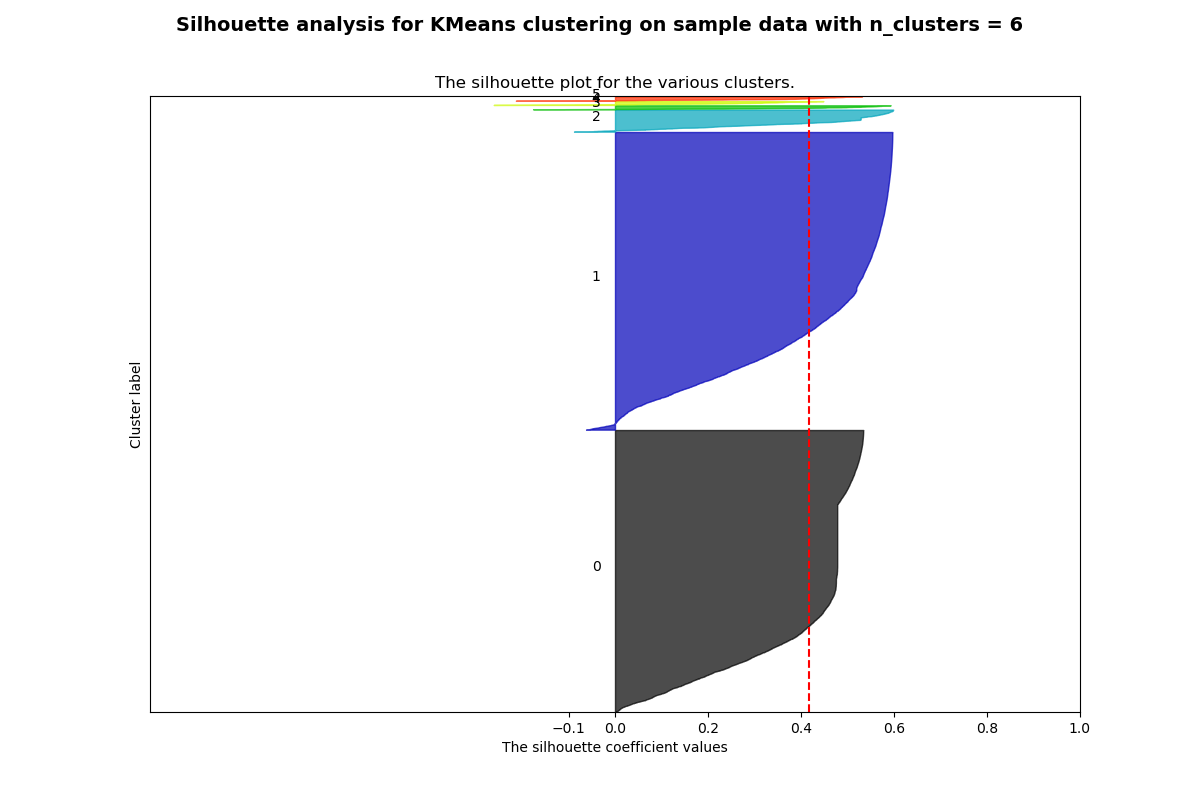 Silhouette analysis for KMeans clustering on sample data with n_clusters = 6
The silhouette plot for the various clusters.
5
3
2
1
0
Cluster label
−0.1 0.0 0.2 0.4 0.6 0.8 1.0
The silhouette coefficient values